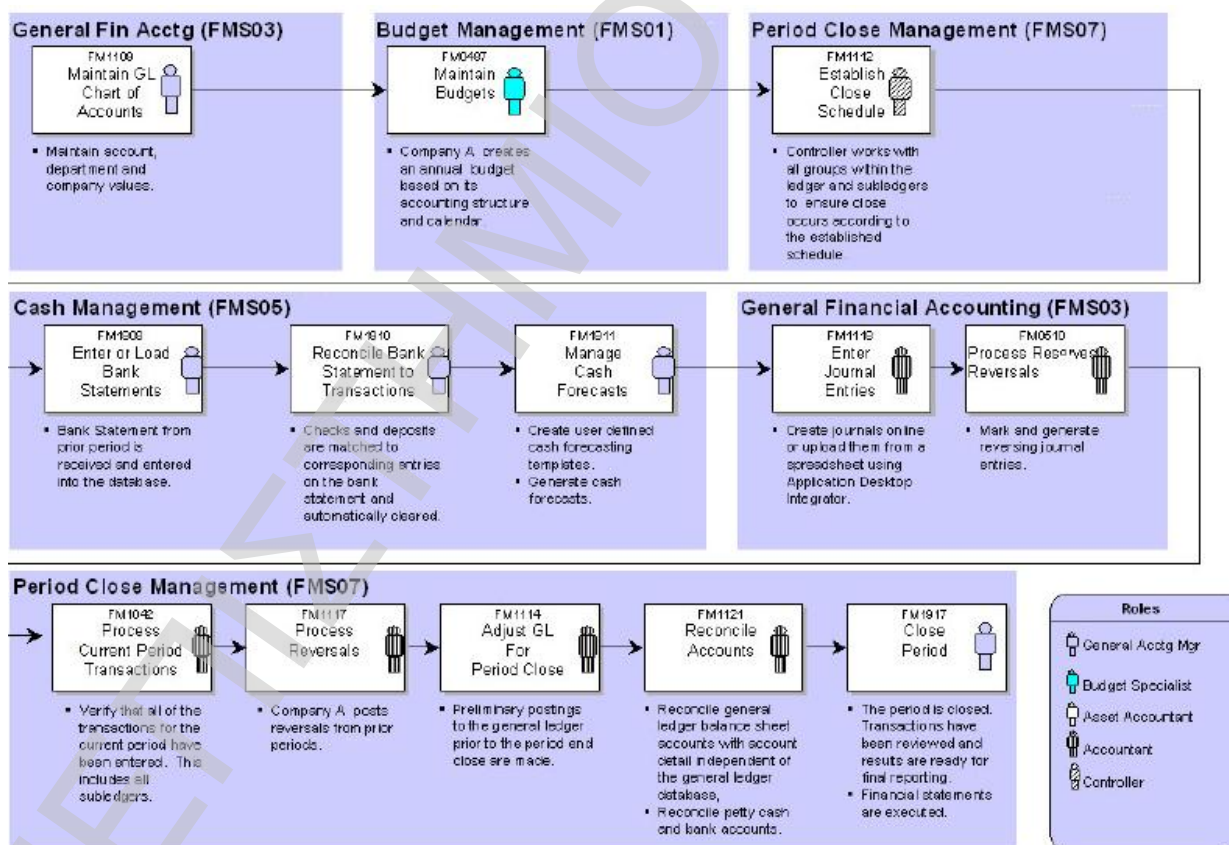 General Fin Acctg (FMS03)
FM1109
Maintain GL
Chart of
Accounts
▪ Maintain account,
department and
company values.
Budget Management (FMS01)
FM0487
Maintain
Budgets
▪ Company A creates
an annual budget
based on its
accounting structure
and calendar.
Period Close Management (FMS07)
FM1112
Establish
Close
Schedule
▪ Controller works with
all groups within the
ledger and subledgers
to ensure close
occurs according to
the established
schedule
Cash Management (FMS05)
FM1909
Enter or Load
Bank
Statements
▪ Bank Statement from
prior period is
received and entered
into the database.
FM1910
Reconcile Bank
Statement to
Transactions
▪ Checks and deposits
are matched to
corresponding entries
on the bank
statement and
automatically cleared.
FM1911
Manage
Cash
Forecasts
▪ Create user defined
cash forecasting
templates.
▪ Generate cash
forecasts.
General Financial Accounting (FMS03)
FM1119
Enter
Journal
Entries
▪ Create journals online
or upload them from a
spreadsheet using
Application Desktop
Integrator.
FM0510
Process Reserves
Reversals
▪ Mark and generate
reversing journal
entries.
Period Close Management (FMS07)
FM1042
Process
Current Period
Transactions
▪ Verify that all of the
transactions for the
current period have
been entered. This
includes all
subledgers.
FM1117
Process
Reversals
▪ Company A posts
reversals from prior
periods.
FM1114
Adjust GL
For
Period Close
▪ Preliminary postings
to the general ledger
prior to the period end
close are made.
FM1121
Reconcile
Accounts
▪ Reconcile general
ledger balance sheet
accounts with account
detail independent of
the general ledger
database,
▪ Reconcile petty cash
and bank accounts.
FM1917
Close
Period
▪ The period is closed.
Transactions have
been reviewed and
results are ready for
final reporting.
▪ Financial statements
are executed.
Roles
General Acctg Mgr
Budget Specialist
Asset Accountant
Accountant
Controller